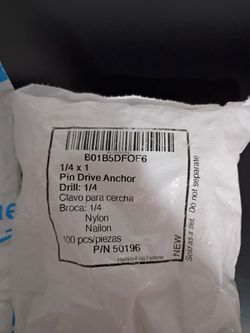 B01B5DFOF6
1/4 x 1
Pin Drive Anchor
Drill: 1/4
Clavo para cercha
Broca: 1/4
Nylon
Nailon
100 pcs/piezas
P/N 50196
NEW
Sold as a set. Do not separate